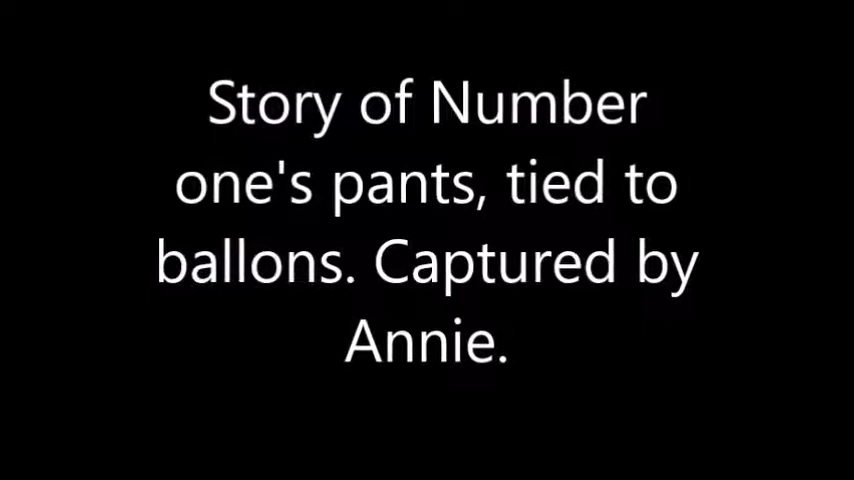 Story of Number
one's pants, tied to
ballons. Captured by
Annie.